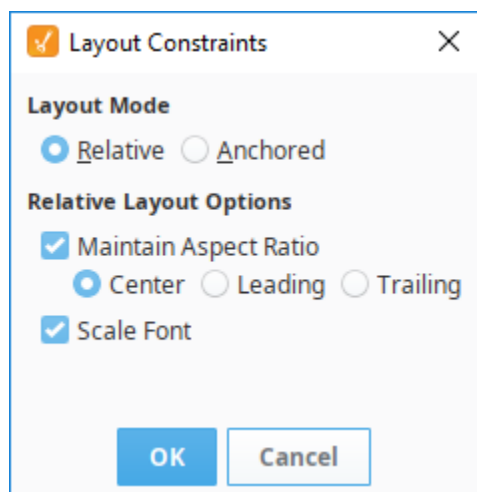 Layout Constraints
Layout Mode
Relative Anchored
Relative Layout Options
Maintain Aspect Ratio
Center Leading Trailing
Scale Font
OK Cancel